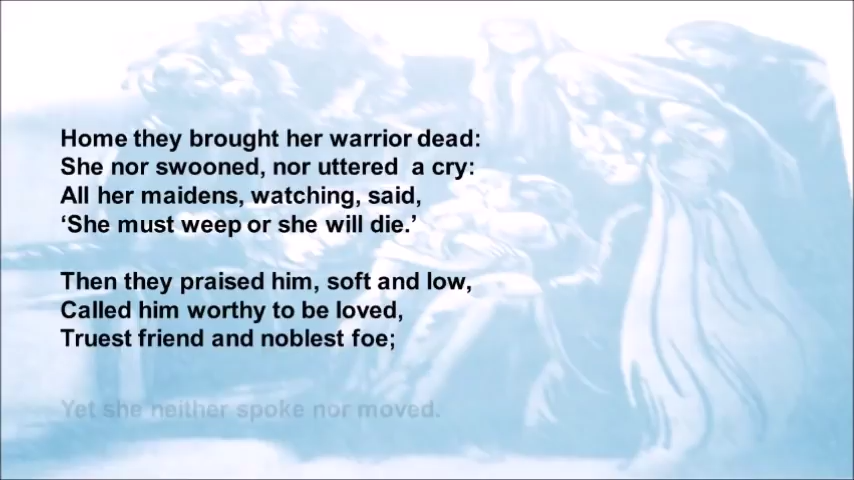 Home they brought her warrior dead:
She nor swooned, nor uttered a cry:
All her maidens, watching, said,
‘She must weep or she will die.’
Then they praised him, soft and low,
Called him worthy to be loved,
Truest friend and noblest foe;
Yet she neither spoke nor moved.